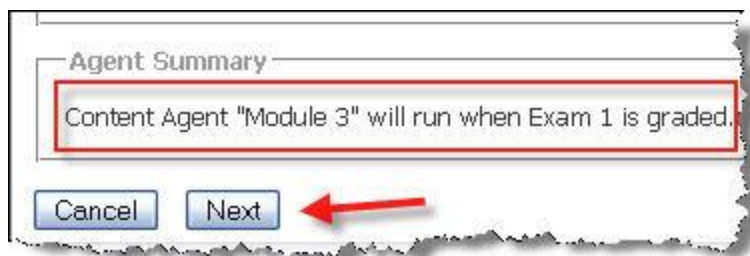 Agent Summary
Content Agent "Module 3" will run when Exam 1 is graded.
Cancel Next